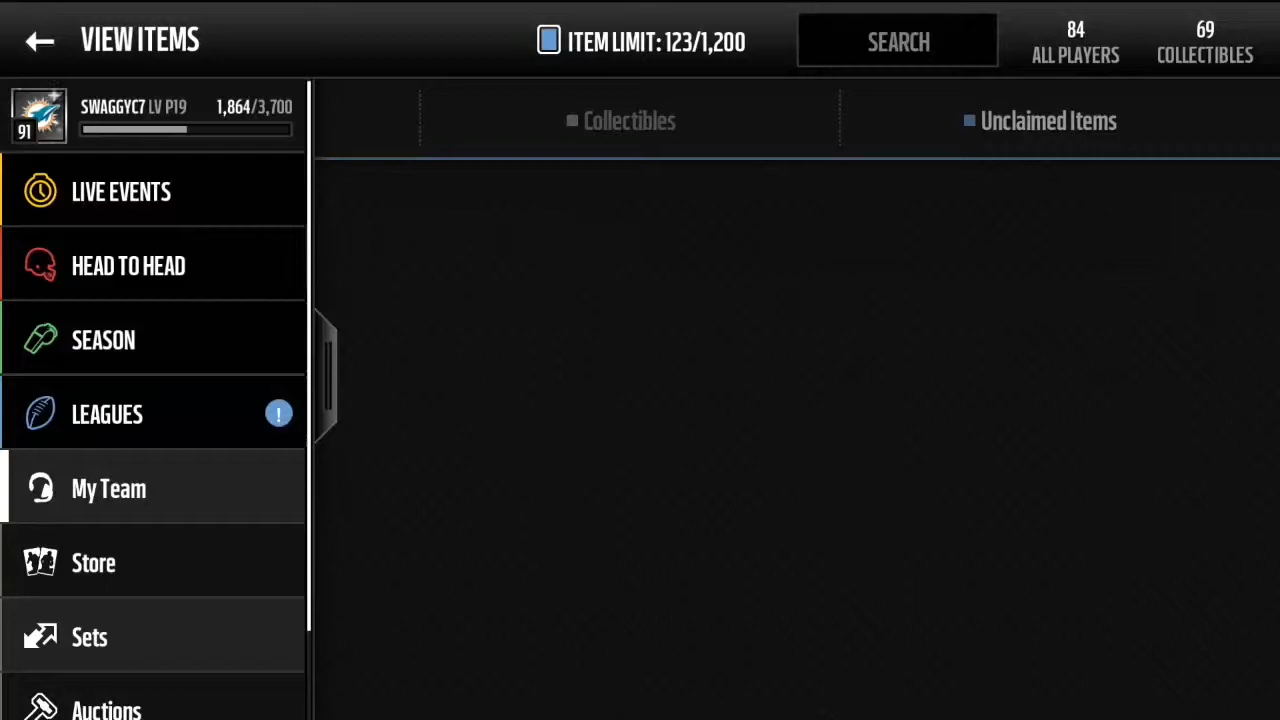 VIEW ITEMS
ITEM LIMIT: 123/1,200
SEARCH
84
ALL PLAYERS
69
COLLECTIBLES
SWAGGYC7 LV P19 1,864/3,700
91
Collectibles
Unclaimed Items
LIVE EVENTS
HEAD TO HEAD
SEASON
LEAGUES !
My Team
Store
Sets
Auctions